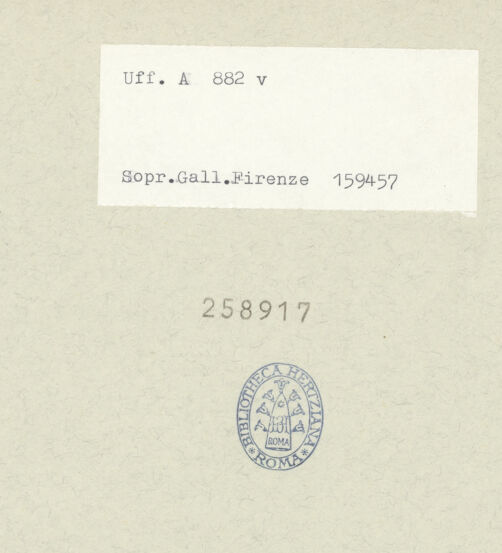 Uff. A 882 v
Sopr.Gall.Firenze 159457
258917
*BIBLIOTHECA HERTZIANA*
ROMA
ROMA